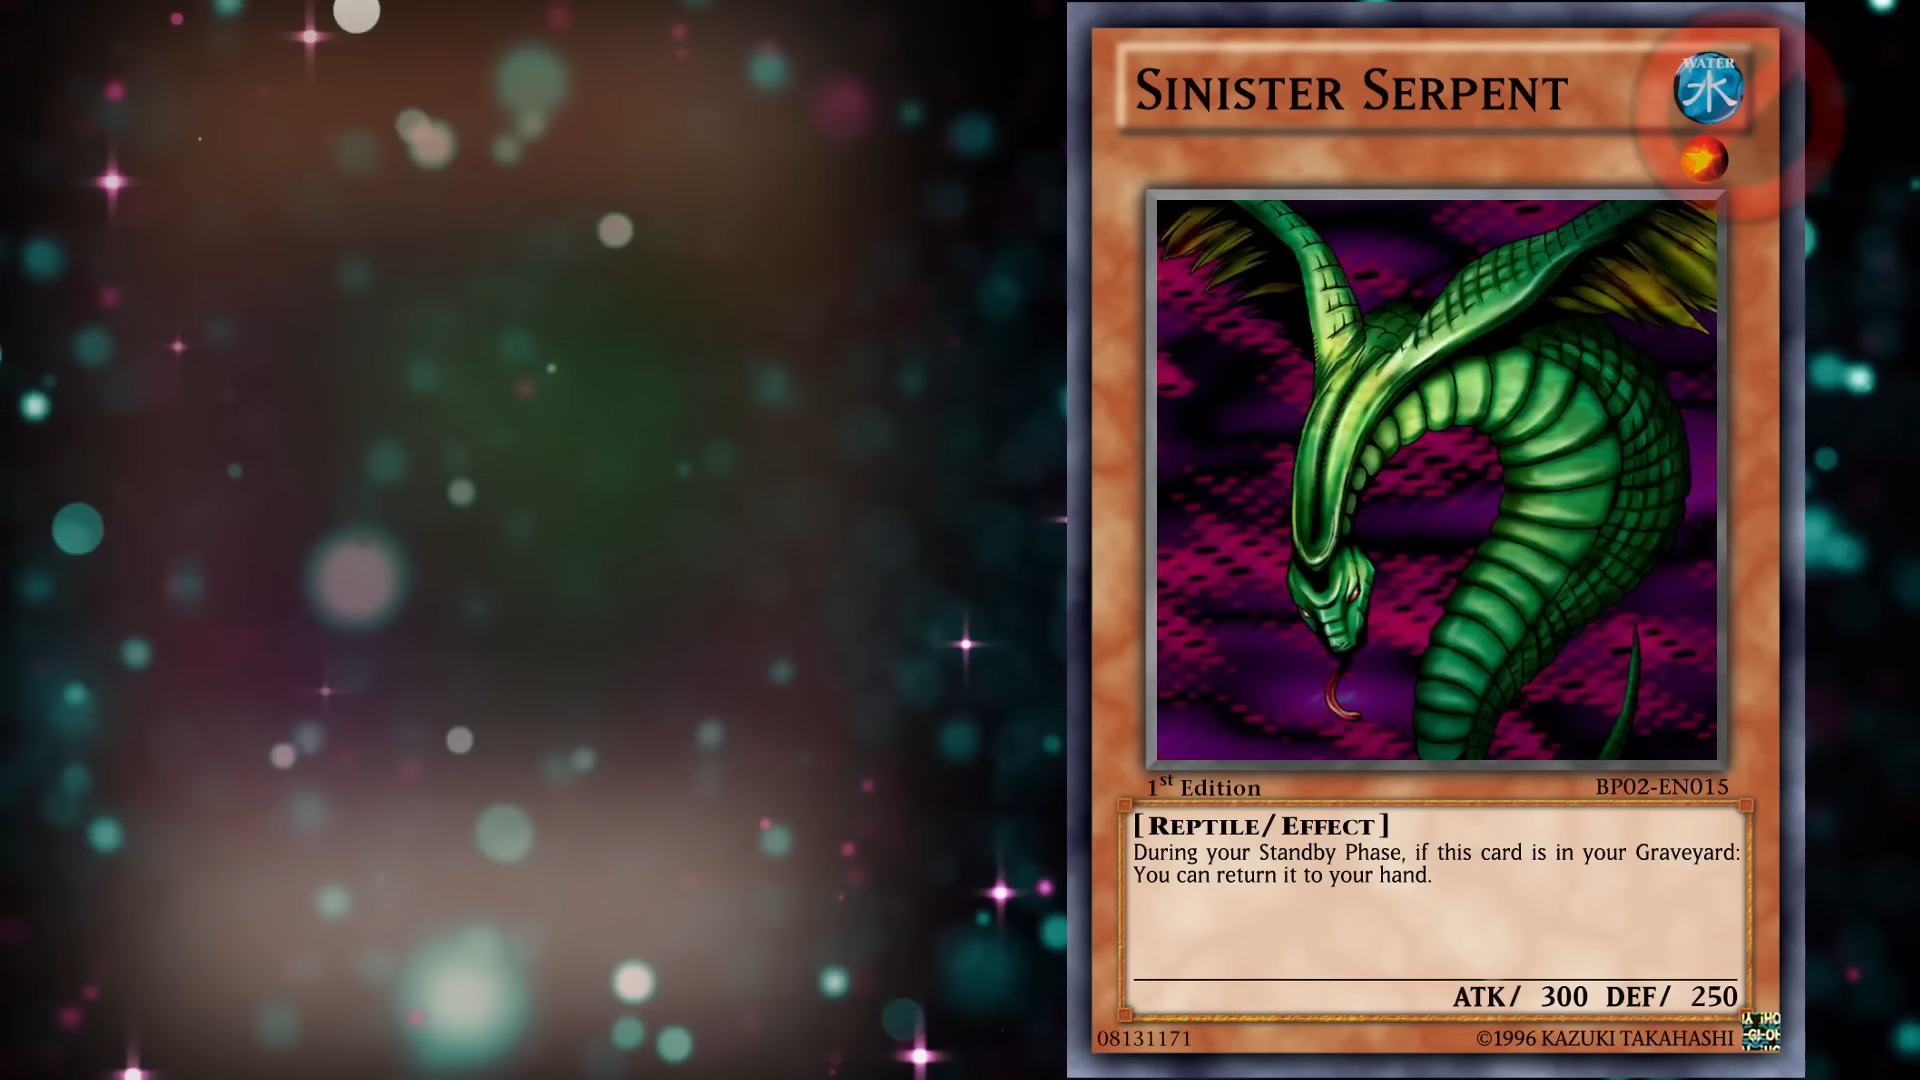 Sinister Serpent
WATER
水
1st Edition
BP02-EN015
[Reptile/Effect]
During your Standby Phase, if this card is in your Graveyard:
You can return it to your hand.
ATK/ 300 DEF/ 250
08131171
©1996 KAZUKI TAKAHASHI